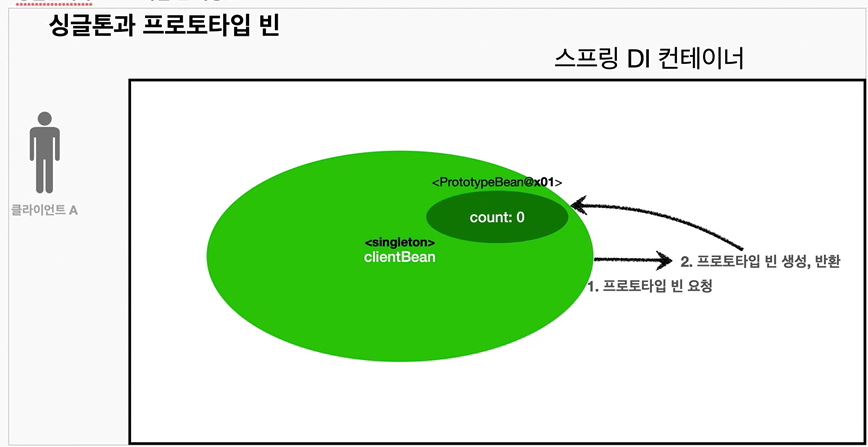 싱글톤과 프로토타입 빈
스프링 DI 컨테이너
클라이언트 A
<PrototypeBean@x01>
count: 0
<singleton>
clientBean
2. 프로토타입 빈 생성, 반환
1. 프로토타입 빈 요청